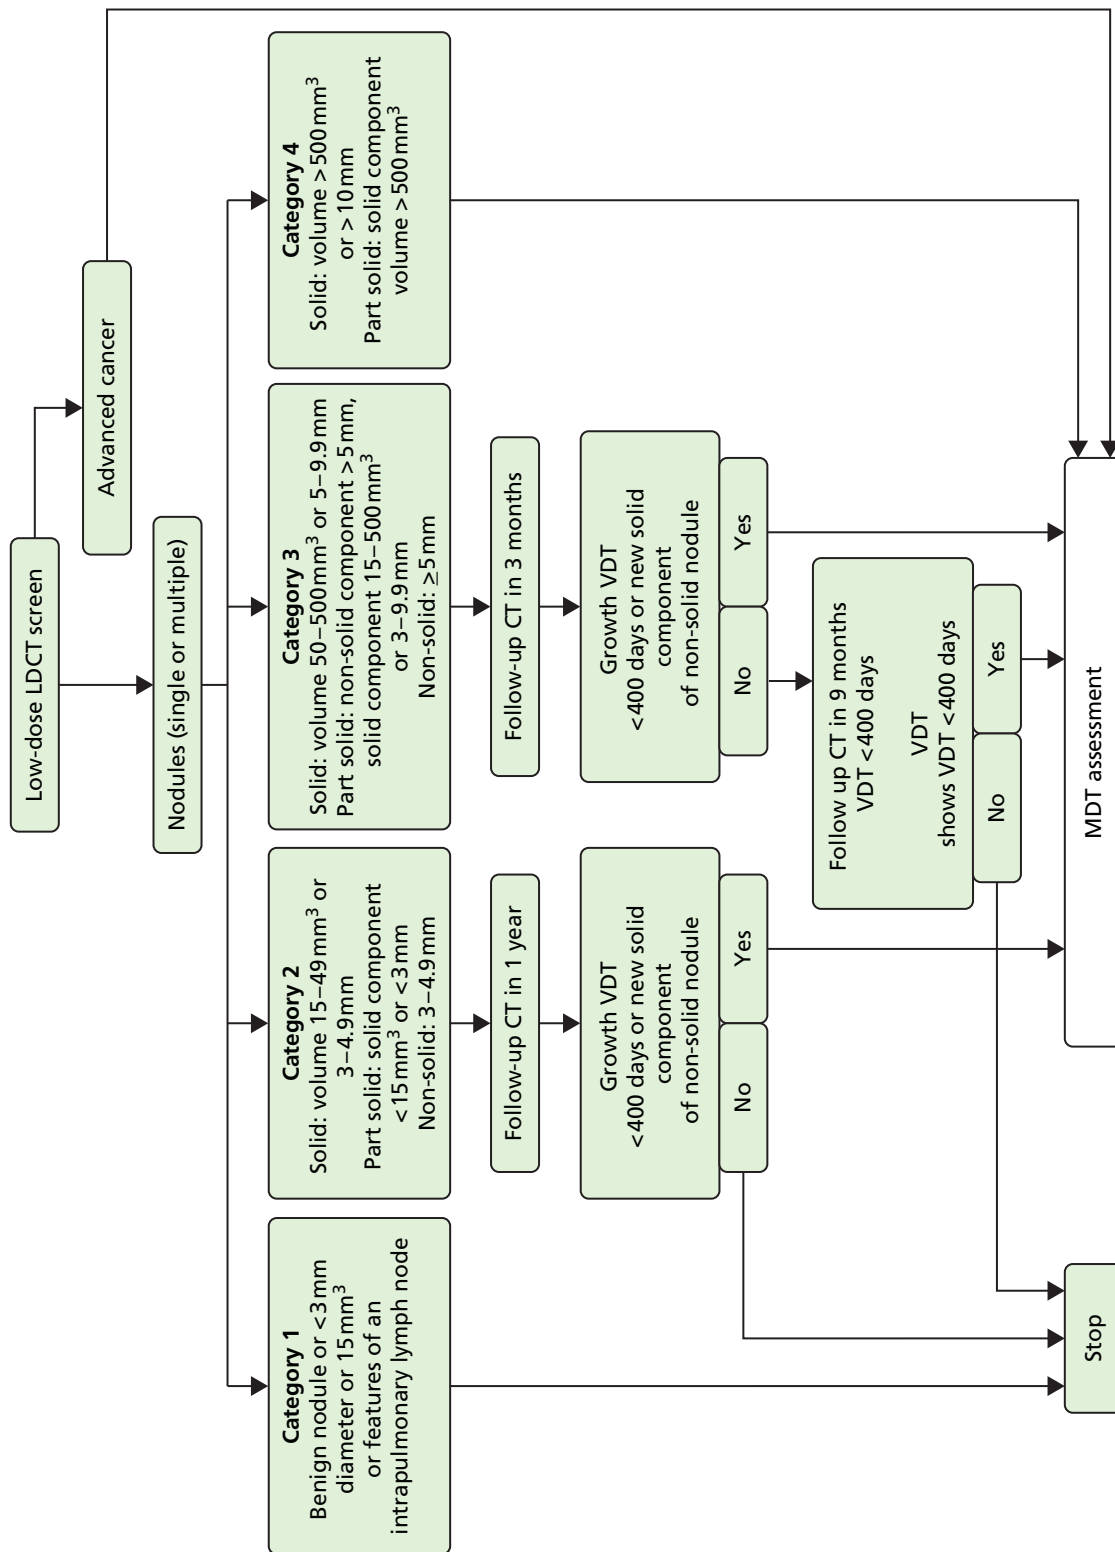 Low-dose LDCT screen
Advanced cancer
Nodules (single or multiple)
Category 1
Benign nodule or <3 mm
diameter or 15 mm³
or features of an
intrapulmonary lymph node
Category 2
Solid: volume 15–49 mm³ or
3–4.9 mm
Part solid: solid component
<15 mm³ or <3 mm
Non-solid: 3–4.9 mm
Category 3
Solid: volume 50–500 mm³ or 5–9.9 mm
Part solid: non-solid component >5 mm,
solid component 15–500 mm³
or 3–9.9 mm
Non-solid: ≥5 mm
Category 4
Solid: volume >500 mm³
or >10 mm
Part solid: solid component
volume >500 mm³
Follow-up CT in 1 year
Follow-up CT in 3 months
Growth VDT
<400 days or new solid
component
of non-solid nodule
No
Yes
Growth VDT
<400 days or new solid
component
of non-solid nodule
No
Yes
Follow up CT in 9 months
VDT <400 days
VDT
shows VDT <400 days
No
Yes
Stop
MDT assessment